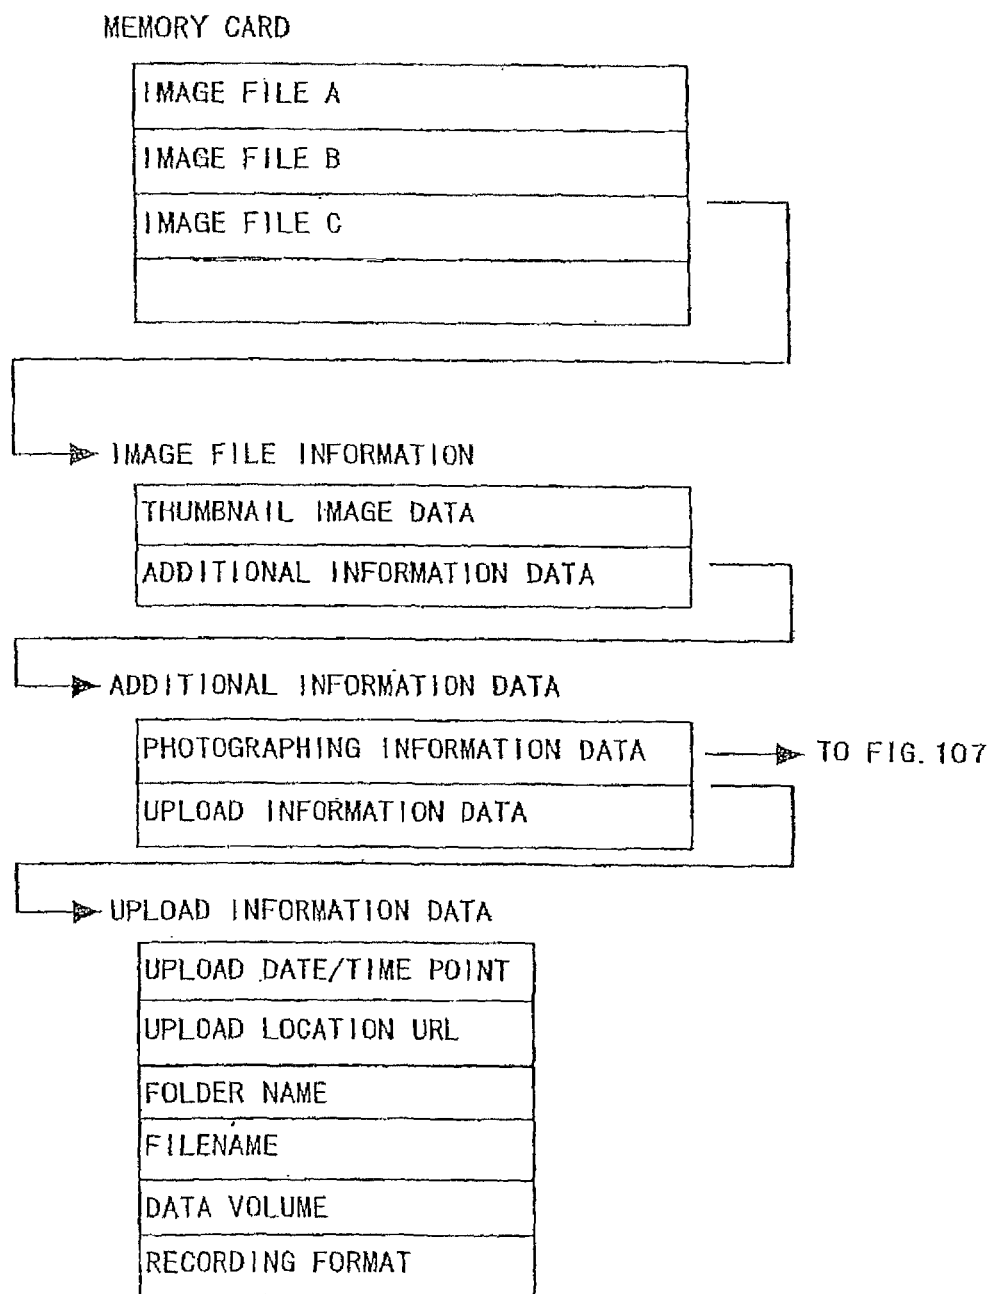 MEMORY CARD
IMAGE FILE A
IMAGE FILE B
IMAGE FILE C
IMAGE FILE INFORMATION
THUMBNAIL IMAGE DATA
ADDITIONAL INFORMATION DATA
ADDITIONAL INFORMATION DATA
PHOTOGRAPHING INFORMATION DATA
TO FIG. 107
UPLOAD INFORMATION DATA
UPLOAD INFORMATION DATA
UPLOAD DATE/TIME POINT
UPLOAD LOCATION URL
FOLDER NAME
FILENAME
DATA VOLUME
RECORDING FORMAT